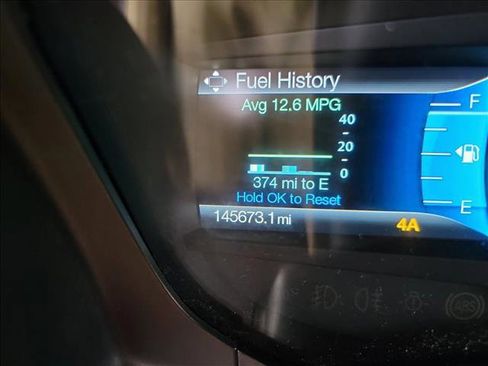 Fuel History
Avg 12.6 MPG
40
20
0
374 mi to E
Hold OK to Reset
145673.1 mi
4A
F
E
ABS